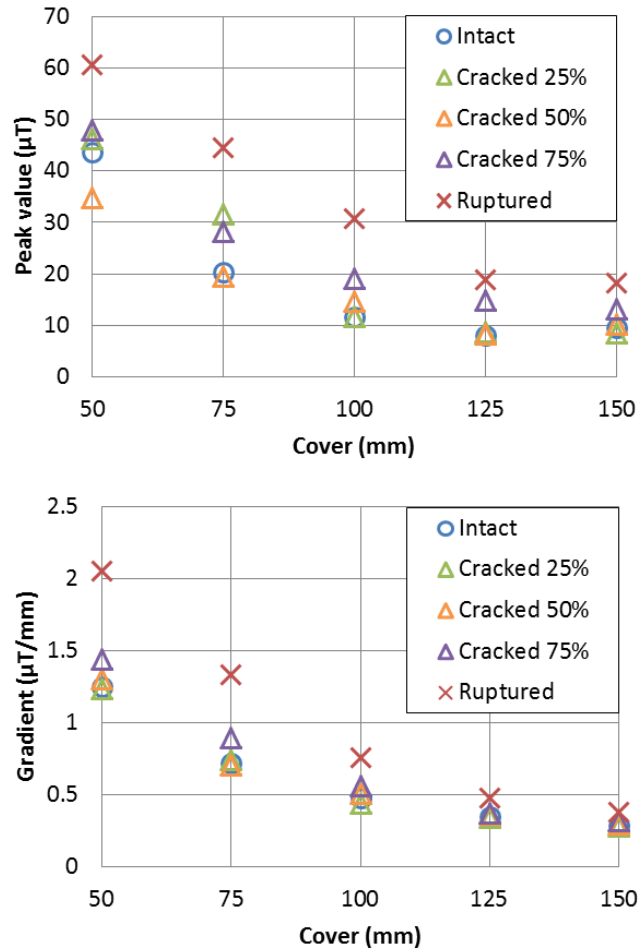 70
60
50
40
30
20
10
0
Peak value (µT)
Intact
Cracked 25%
Cracked 50%
Cracked 75%
Ruptured
50 75 100 125 150
Cover (mm)
2.5
2
1.5
1
0.5
0
Gradient (µT/mm)
Intact
Cracked 25%
Cracked 50%
Cracked 75%
Ruptured
50 75 100 125 150
Cover (mm)